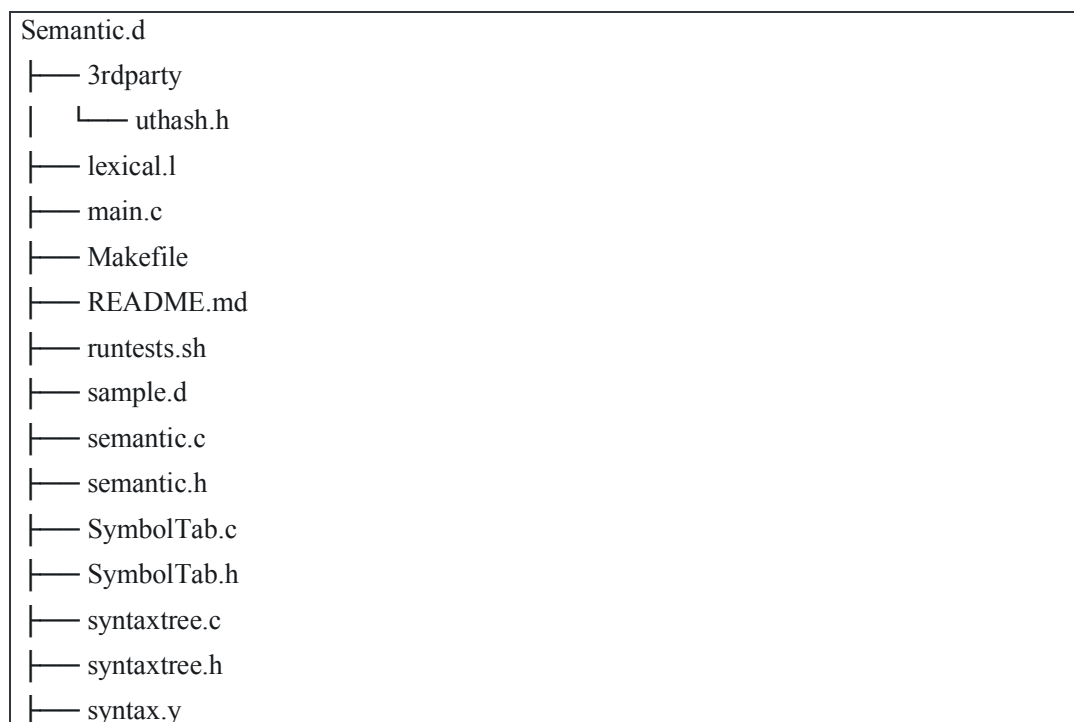 Semantic.d
├── 3rdparty
│   └── uthash.h
├── lexical.l
├── main.c
├── Makefile
├── README.md
├── runtests.sh
├── sample.d
├── semantic.c
├── semantic.h
├── SymbolTab.c
├── SymbolTab.h
├── syntaxtree.c
├── syntaxtree.h
├── syntax.y